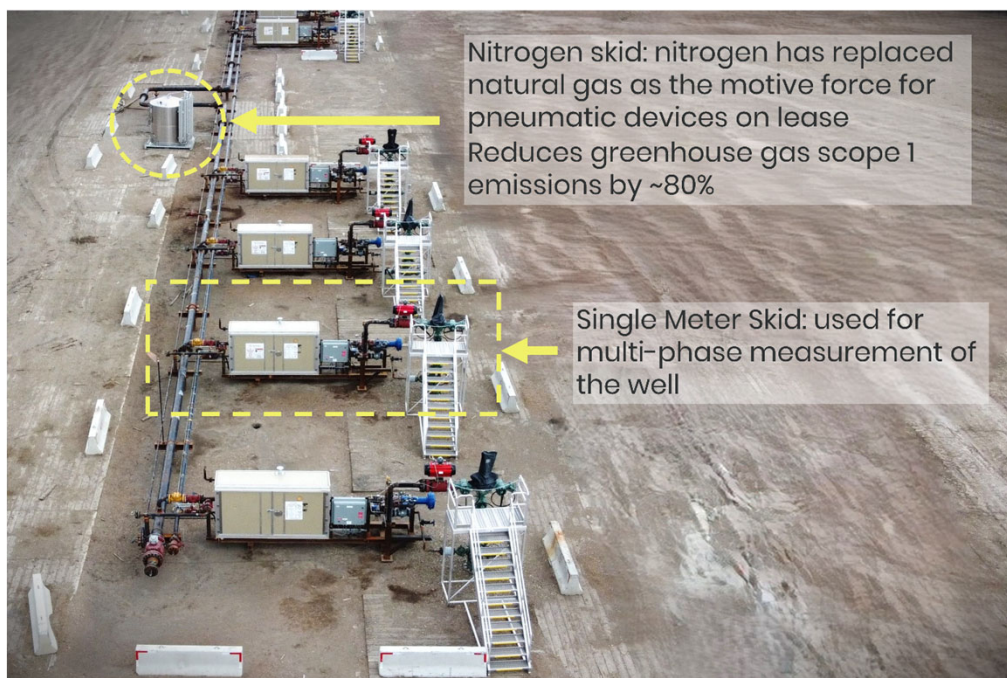 Nitrogen skid: nitrogen has replaced
natural gas as the motive force for
pneumatic devices on lease
Reduces greenhouse gas scope 1
emissions by ~80%
Single Meter Skid: used for
multi-phase measurement of
the well